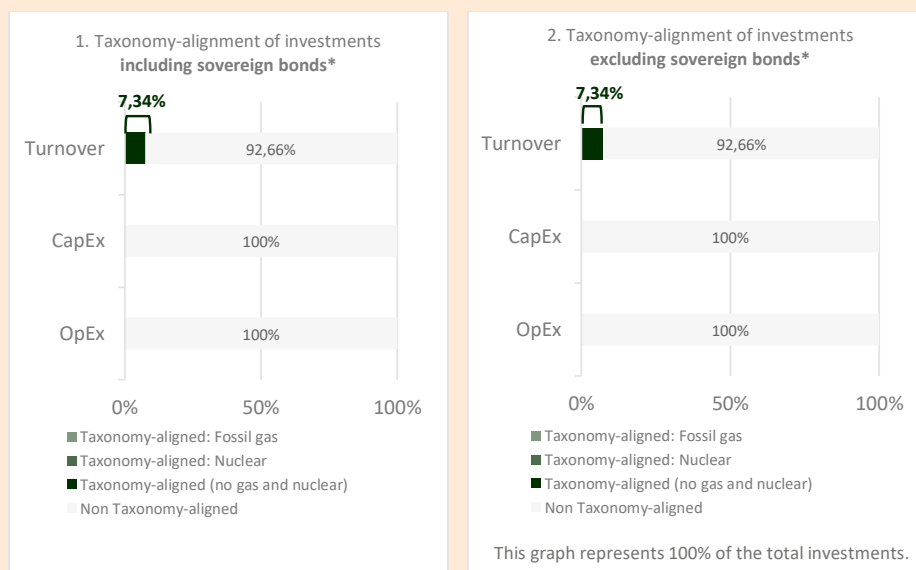 1. Taxonomy-alignment of investments
including sovereign bonds*
7,34%
Turnover
92,66%
CapEx
100%
OpEx
100%
0%
50%
100%
Taxonomy-aligned: Fossil gas
Taxonomy-aligned: Nuclear
Taxonomy-aligned (no gas and nuclear)
Non Taxonomy-aligned
2. Taxonomy-alignment of investments
excluding sovereign bonds*
7,34%
Turnover
92,66%
CapEx
100%
OpEx
100%
0%
50%
100%
Taxonomy-aligned: Fossil gas
Taxonomy-aligned: Nuclear
Taxonomy-aligned (no gas and nuclear)
Non Taxonomy-aligned
This graph represents 100% of the total investments.